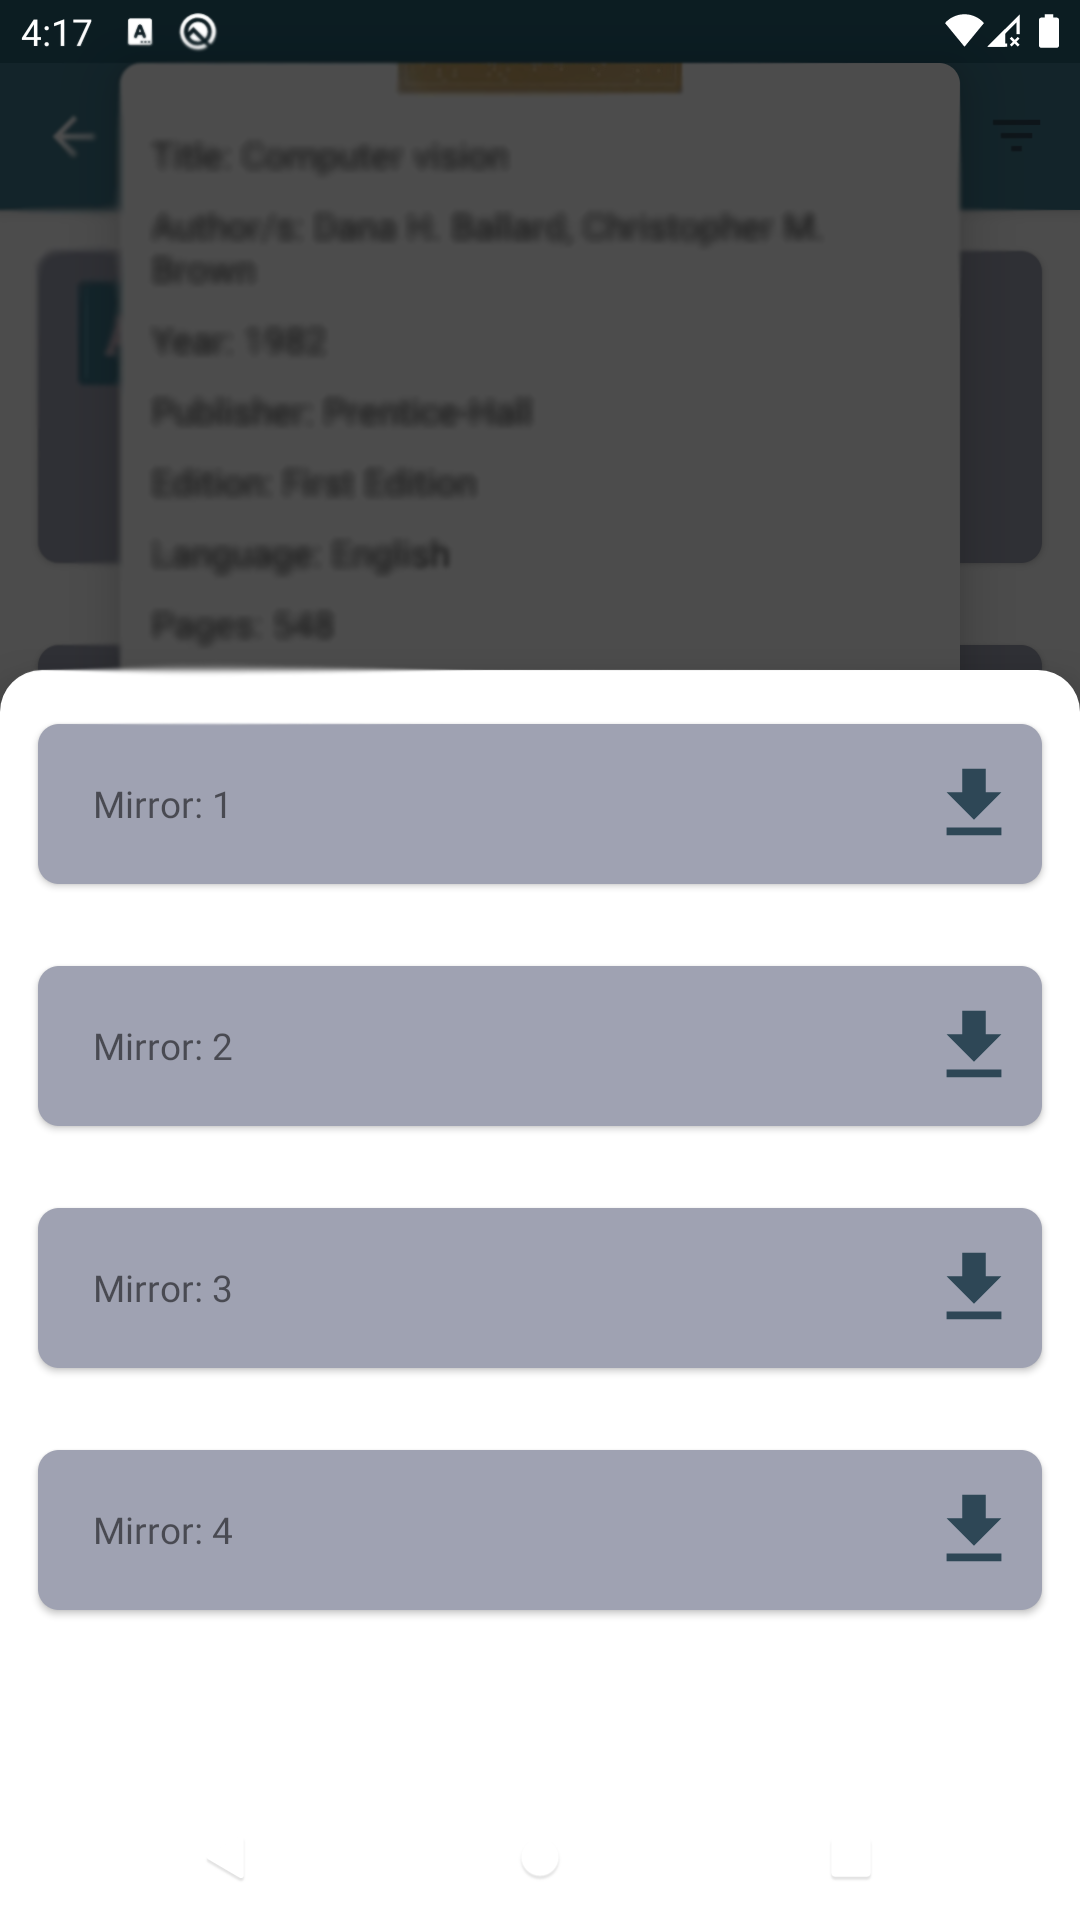 4:17
Title: Computer vision
Author/s: Dana H. Ballard, Christopher M.
Brown
Year: 1982
Publisher: Prentice-Hall
Edition: First Edition
Language: English
Pages: 548
Mirror: 1
Mirror: 2
Mirror: 3
Mirror: 4